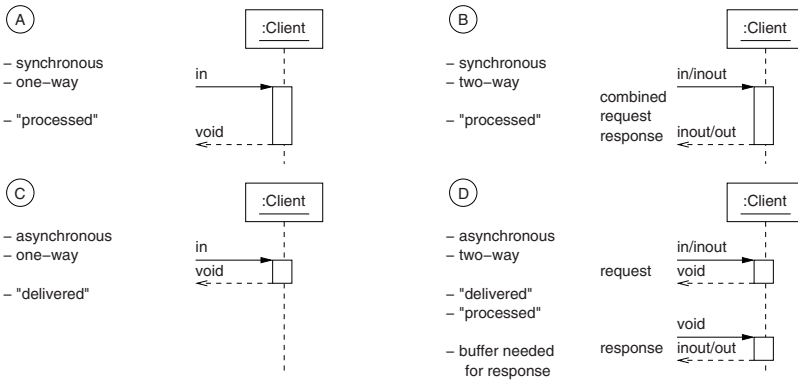 A
:Client
– synchronous
– one–way
in
– "processed"
void
B
:Client
– synchronous
– two–way
in/inout
combined
request
response
– "processed"
inout/out
C
:Client
– asynchronous
– one–way
in
void
– "delivered"
D
:Client
– asynchronous
– two–way
in/inout
request
void
– "delivered"
– "processed"
void
– buffer needed
for response
response
inout/out